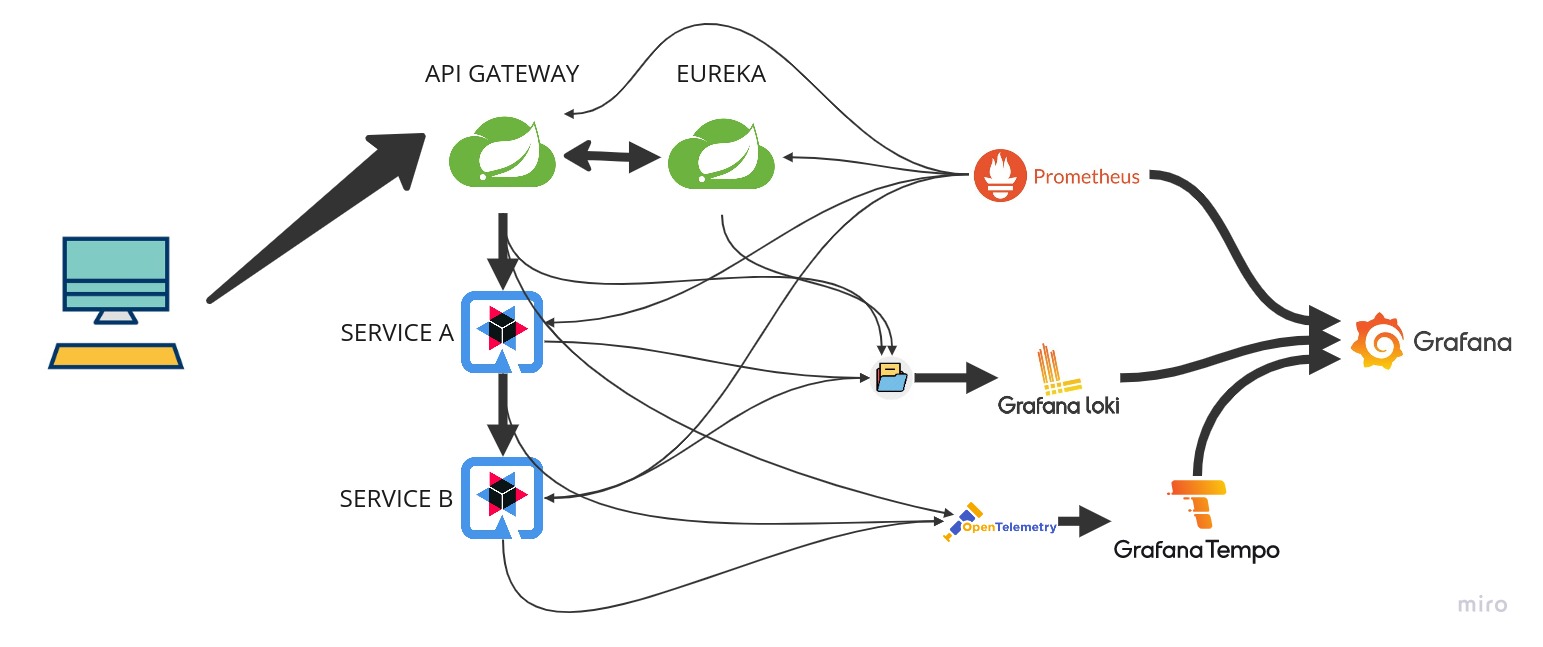 API GATEWAY
EUREKA
Prometheus
SERVICE A
Grafana
Grafana loki
SERVICE B
OpenTelemetry
Grafana Tempo
miro